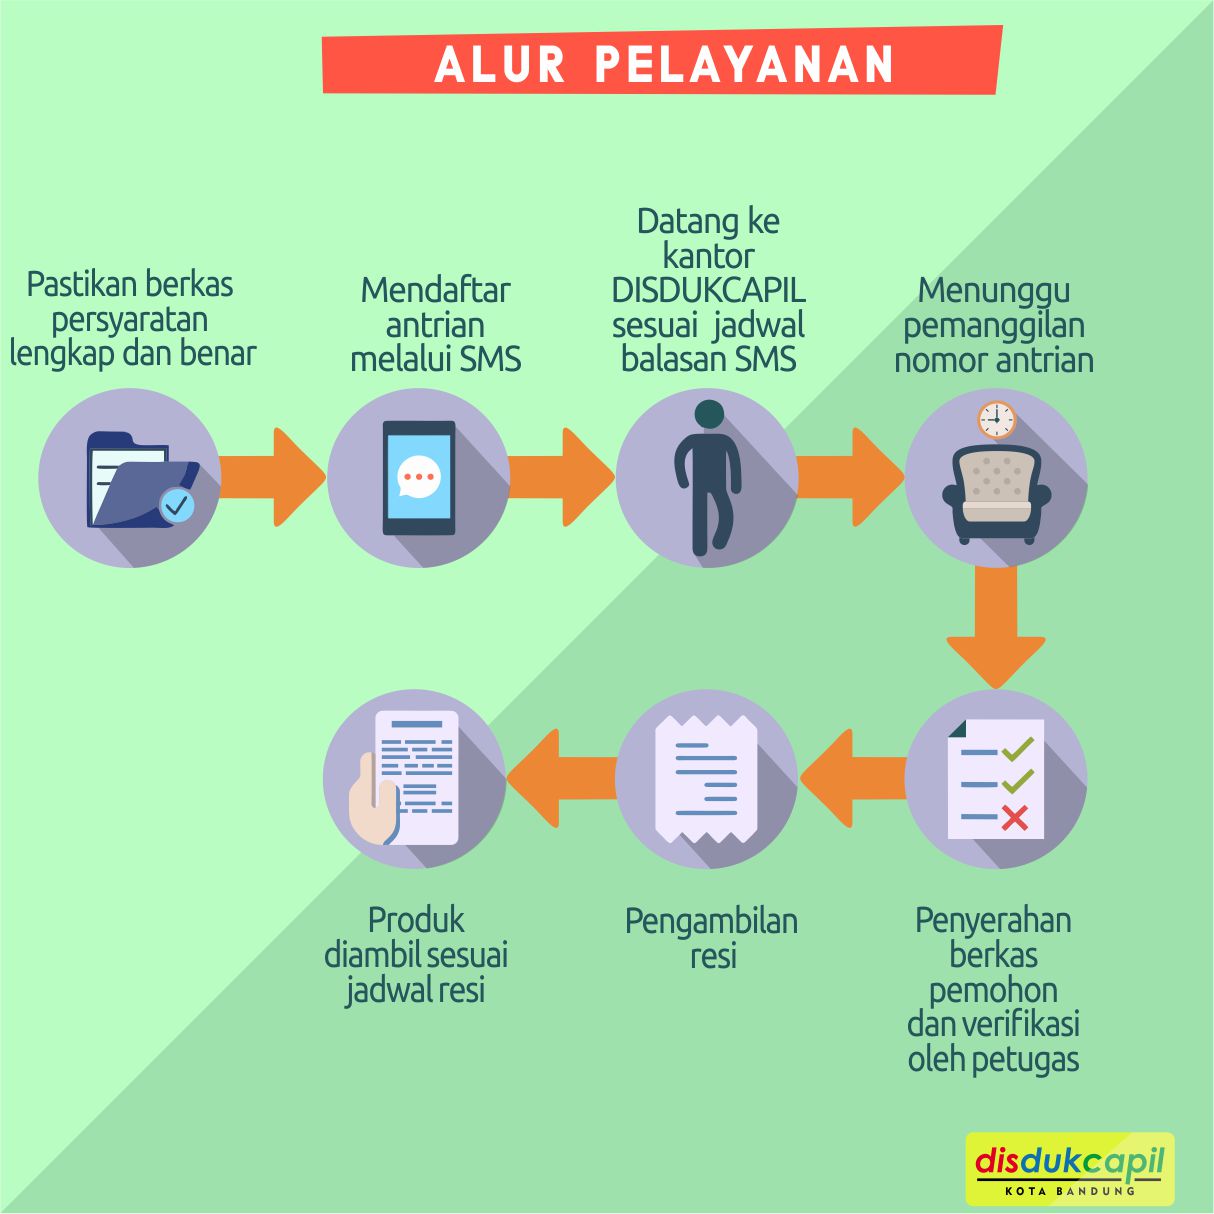 ALUR PELAYANAN
Pastikan berkas
persyaratan
lengkap dan benar
Mendaftar
antrian
melalui SMS
Datang ke
kantor
DISDUKCAPIL
sesuai jadwal
balasan SMS
Menunggu
pemanggilan
nomor antrian
Penyerahan
berkas
pemohon
dan verifikasi
oleh petugas
Pengambilan
resi
Produk
diambil sesuai
jadwal resi
disdukcapil
KOTA BANDUNG